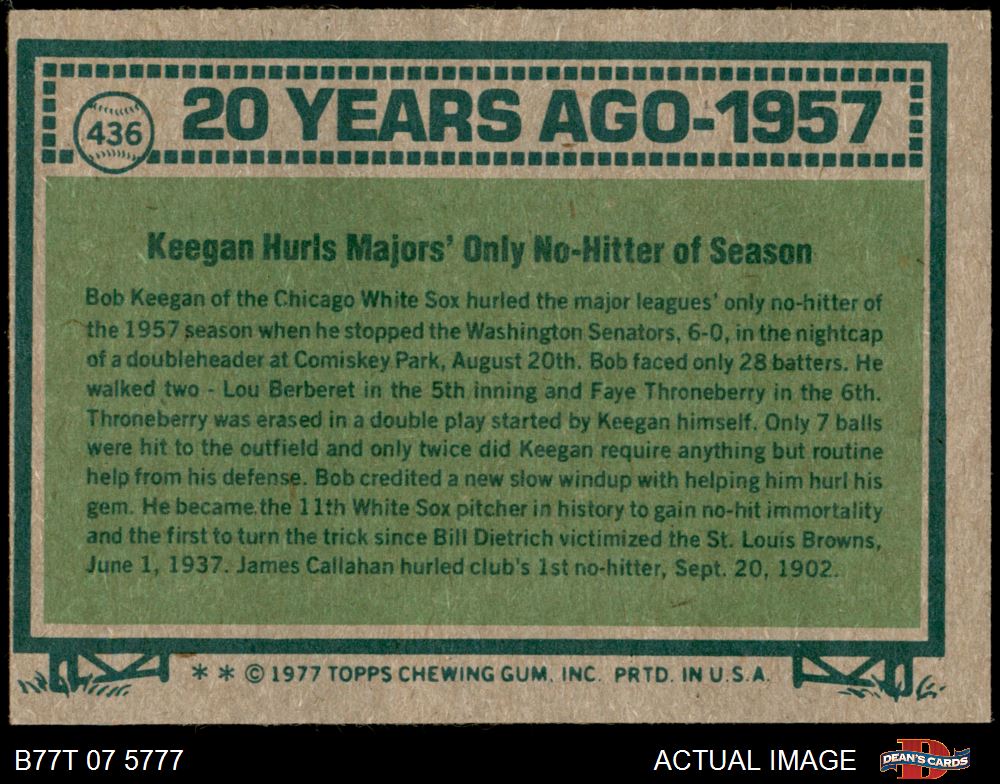 436
20 YEARS AGO-1957
Keegan Hurls Majors' Only No-Hitter of Season
Bob Keegan of the Chicago White Sox hurled the major leagues' only no-hitter of
the 1957 season when he stopped the Washington Senators, 6-0, in the nightcap
of a doubleheader at Comiskey Park, August 20th. Bob faced only 28 batters. He
walked two - Lou Berberet in the 5th inning and Faye Throneberry in the 6th.
Throneberry was erased in a double play started by Keegan himself. Only 7 balls
were hit to the outfield and only twice did Keegan require anything but routine
help from his defense. Bob credited a new slow windup with helping him hurl his
gem. He became the 11th White Sox pitcher in history to gain no-hit immortality
and the first to turn the trick since Bill Dietrich victimized the St. Louis Browns,
June 1, 1937. James Callahan hurled club's 1st no-hitter, Sept. 20, 1902.
* * © 1977 TOPPS CHEWING GUM, INC. PRTD. IN U.S.A.
B77T 07 5777
ACTUAL IMAGE
DEAN'S CARDS